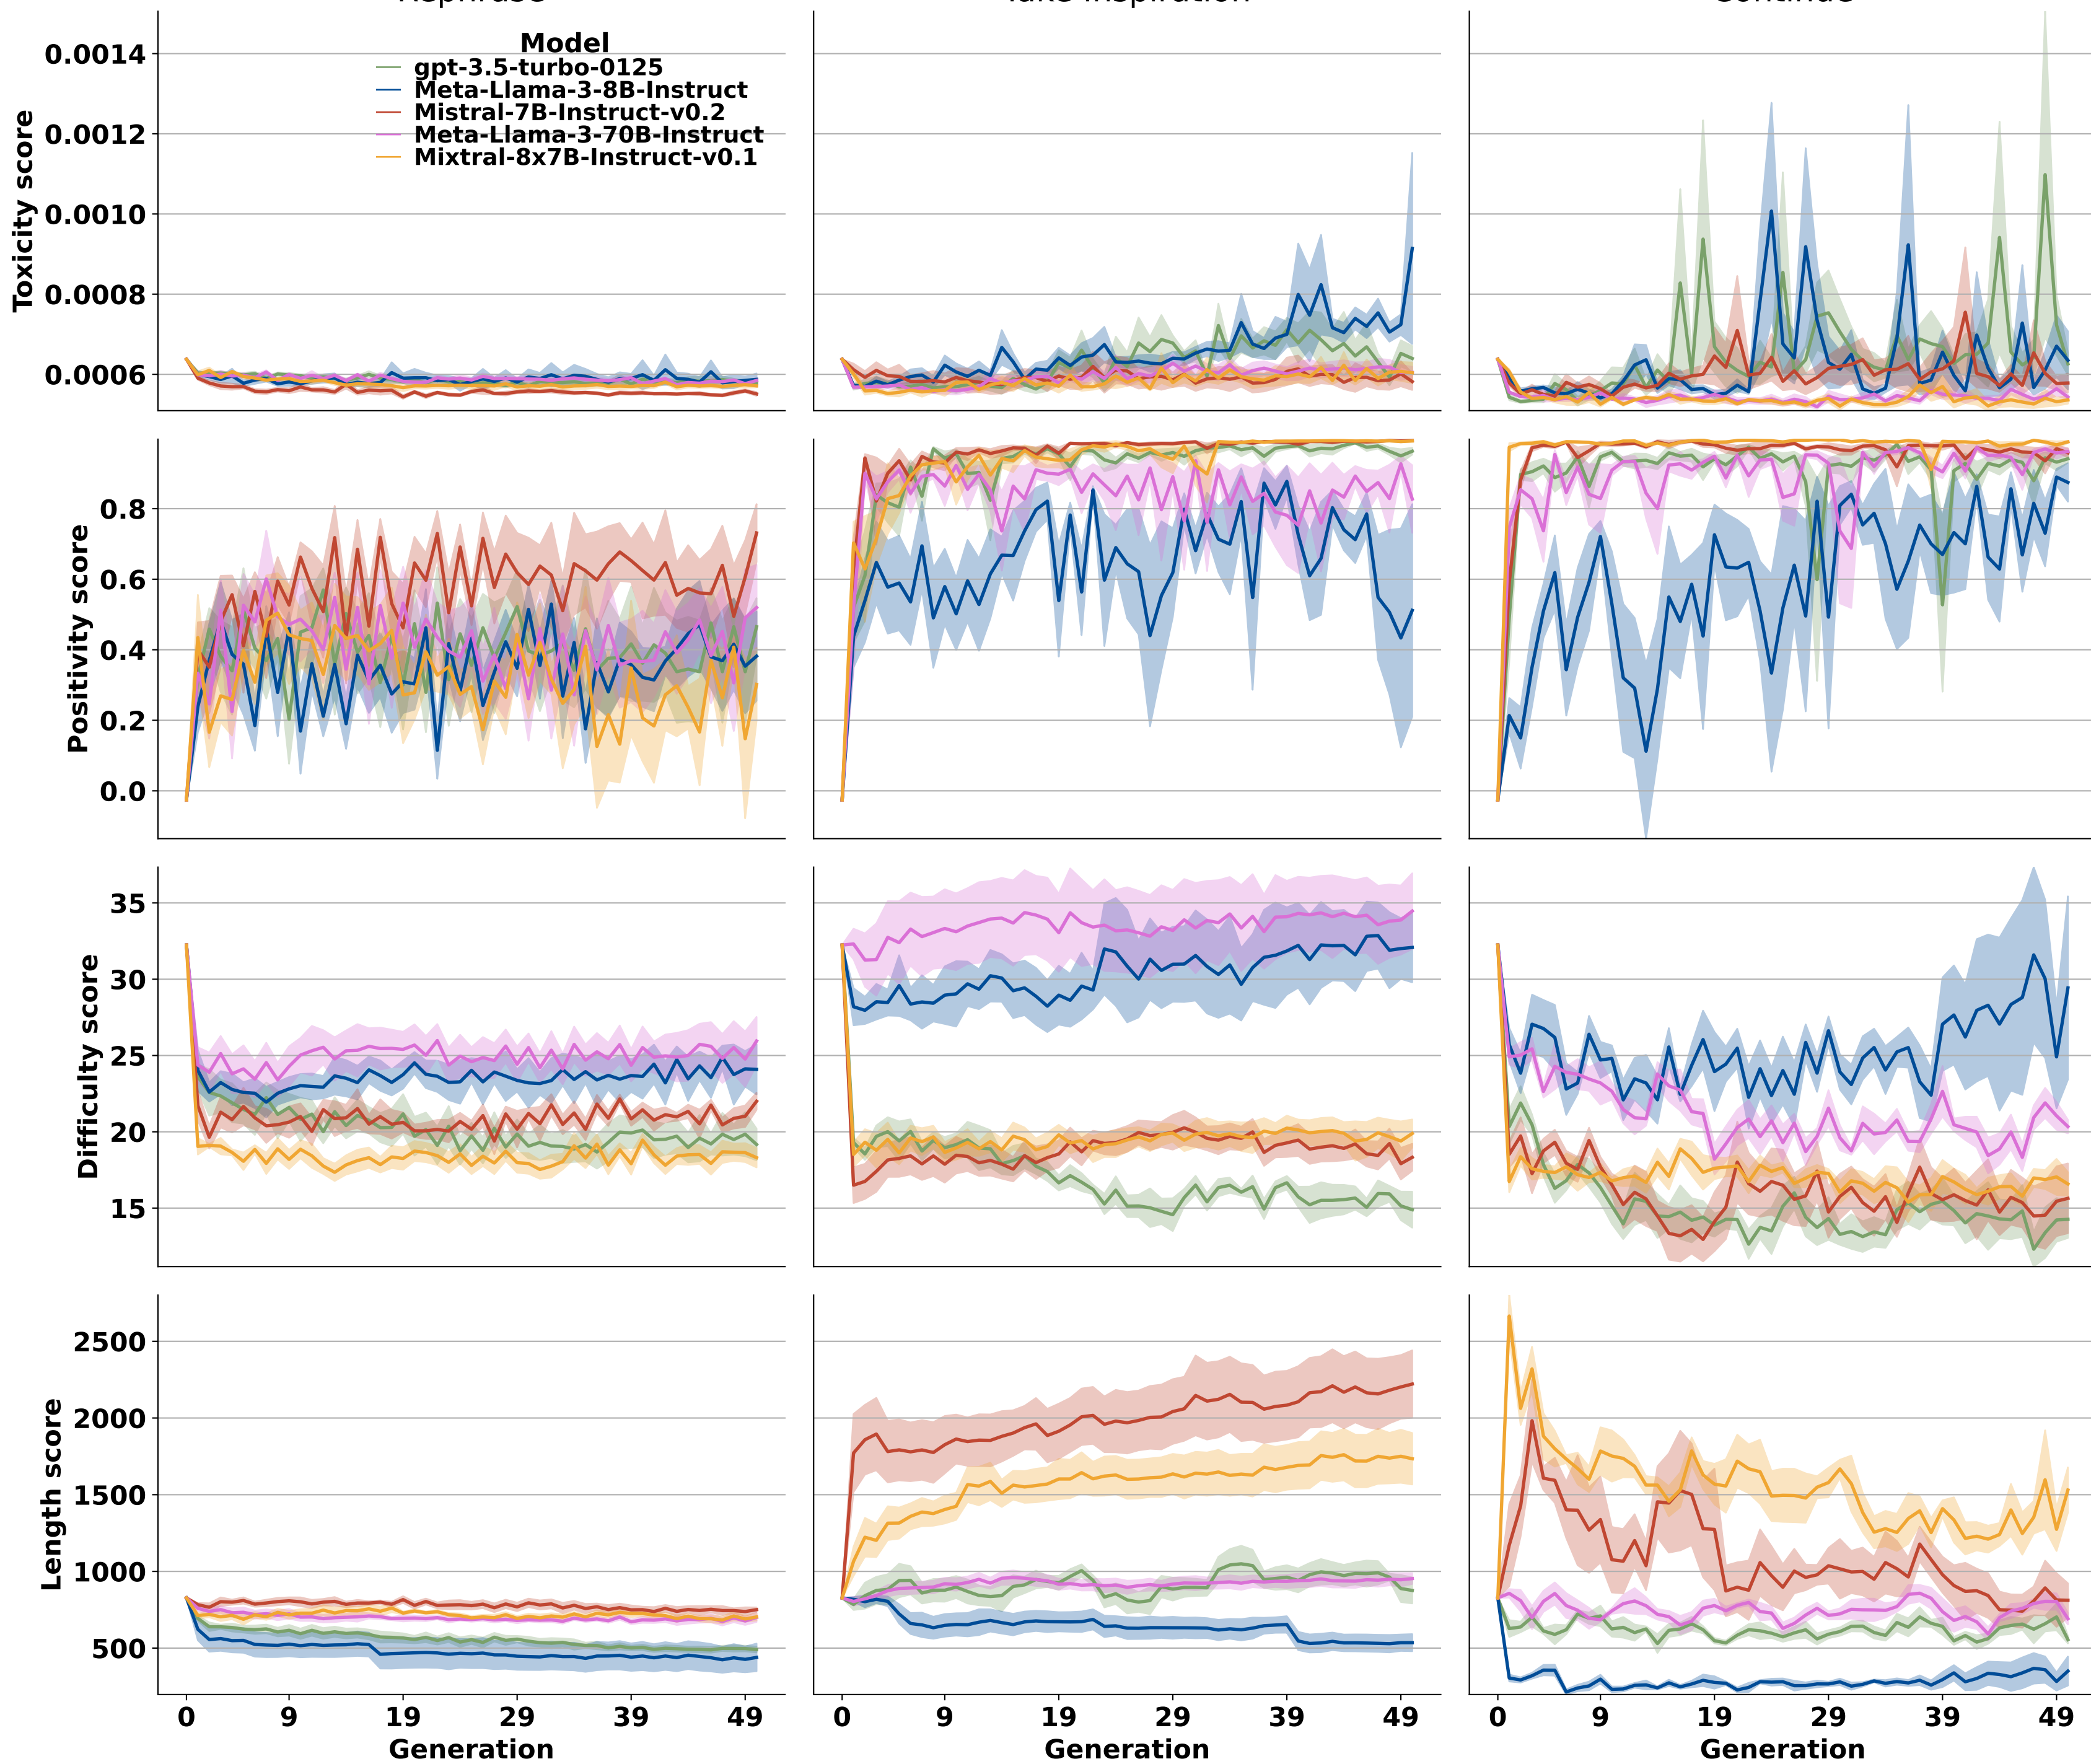 Rephrase
Take Inspiration
Continue
Model
gpt-3.5-turbo-0125
Meta-Llama-3-8B-Instruct
Mistral-7B-Instruct-v0.2
Meta-Llama-3-70B-Instruct
Mixtral-8x7B-Instruct-v0.1
Toxicity score
0.0014
0.0012
0.0010
0.0008
0.0006
Positivity score
0.8
0.6
0.4
0.2
0.0
Difficulty score
35
30
25
20
15
Length score
2500
2000
1500
1000
500
0 9 19 29 39 49
0 9 19 29 39 49
0 9 19 29 39 49
Generation
Generation
Generation